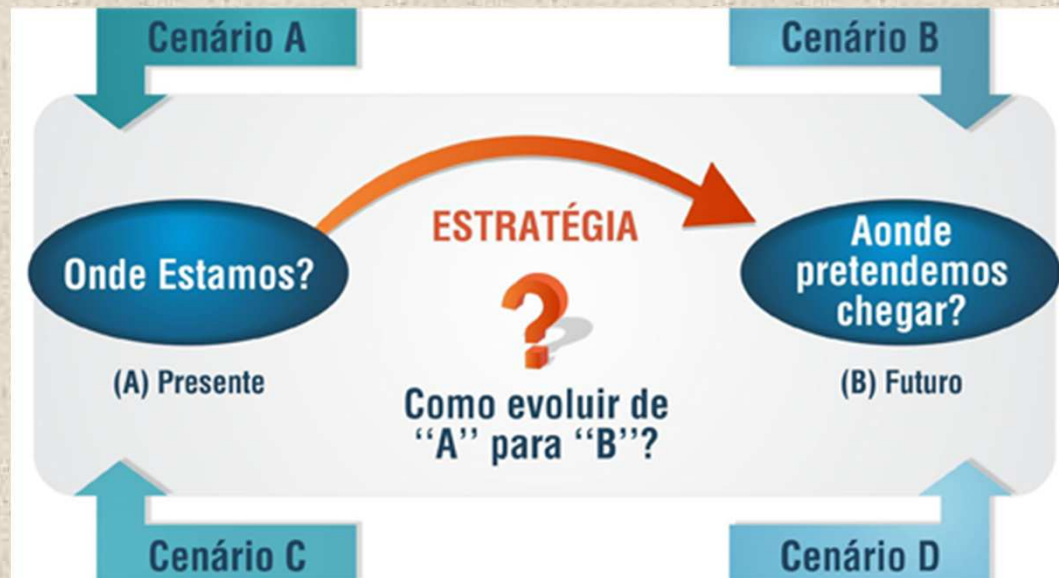 Cenário A
Cenário B
ESTRATÉGIA
Onde Estamos?
Aonde
pretendemos
chegar?
(A) Presente
(B) Futuro
Como evoluir de
‘‘A’’ para ‘‘B’’?
Cenário C
Cenário D